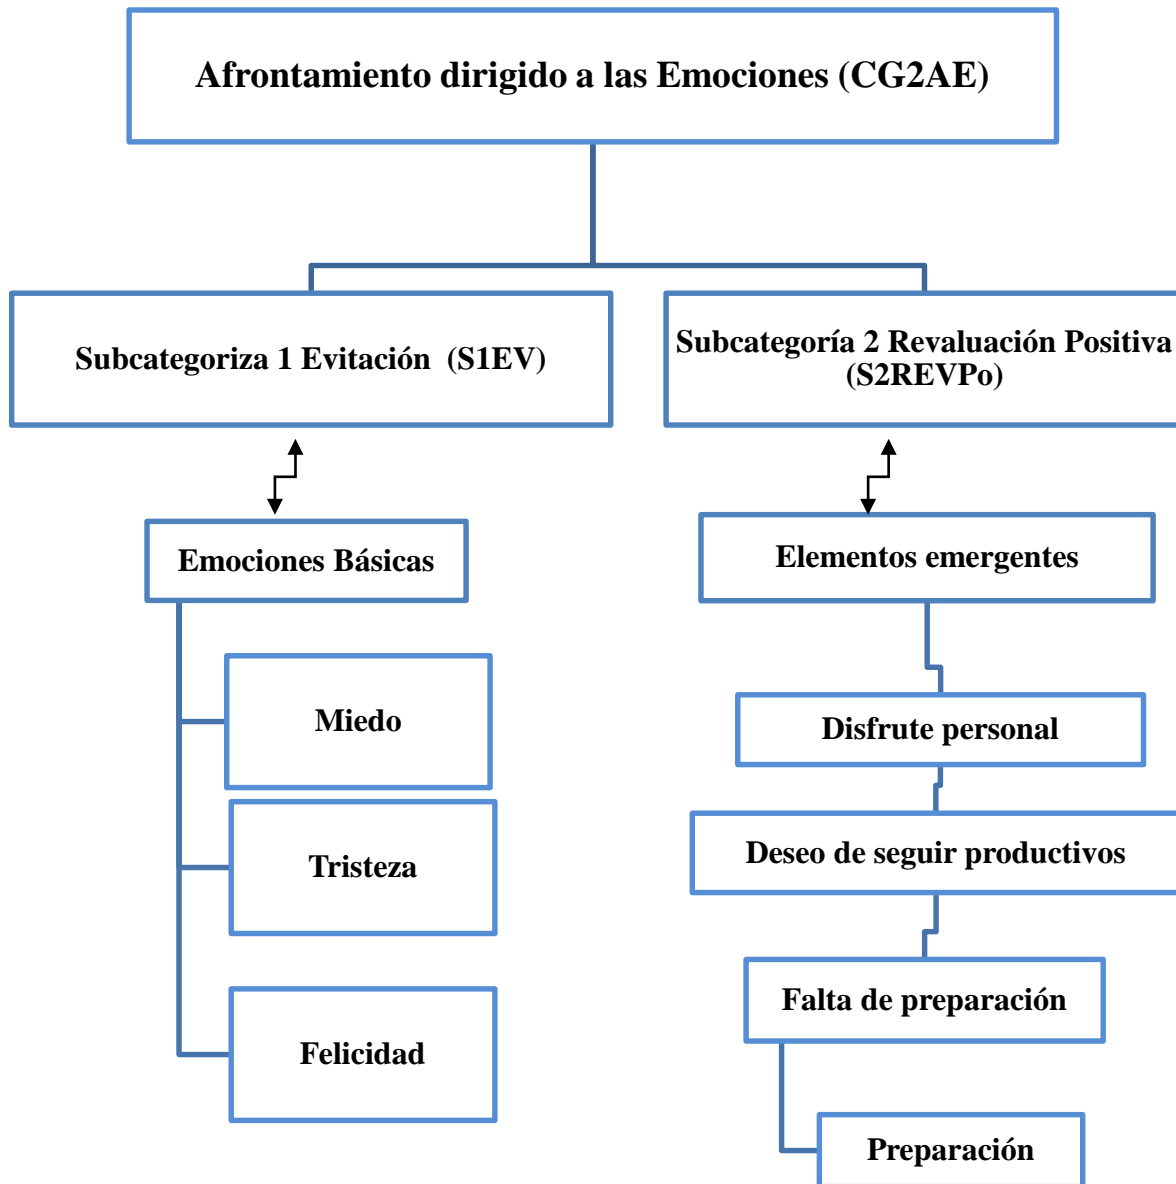 Afrontamiento dirigido a las Emociones (CG2AE)
Subcategoriza 1 Evitación  (S1EV)
Subcategoría 2 Revaluación Positiva
(S2REVPo)
Emociones Básicas
Miedo
Tristeza
Felicidad
Elementos emergentes
Disfrute personal
Deseo de seguir productivos
Falta de preparación
Preparación